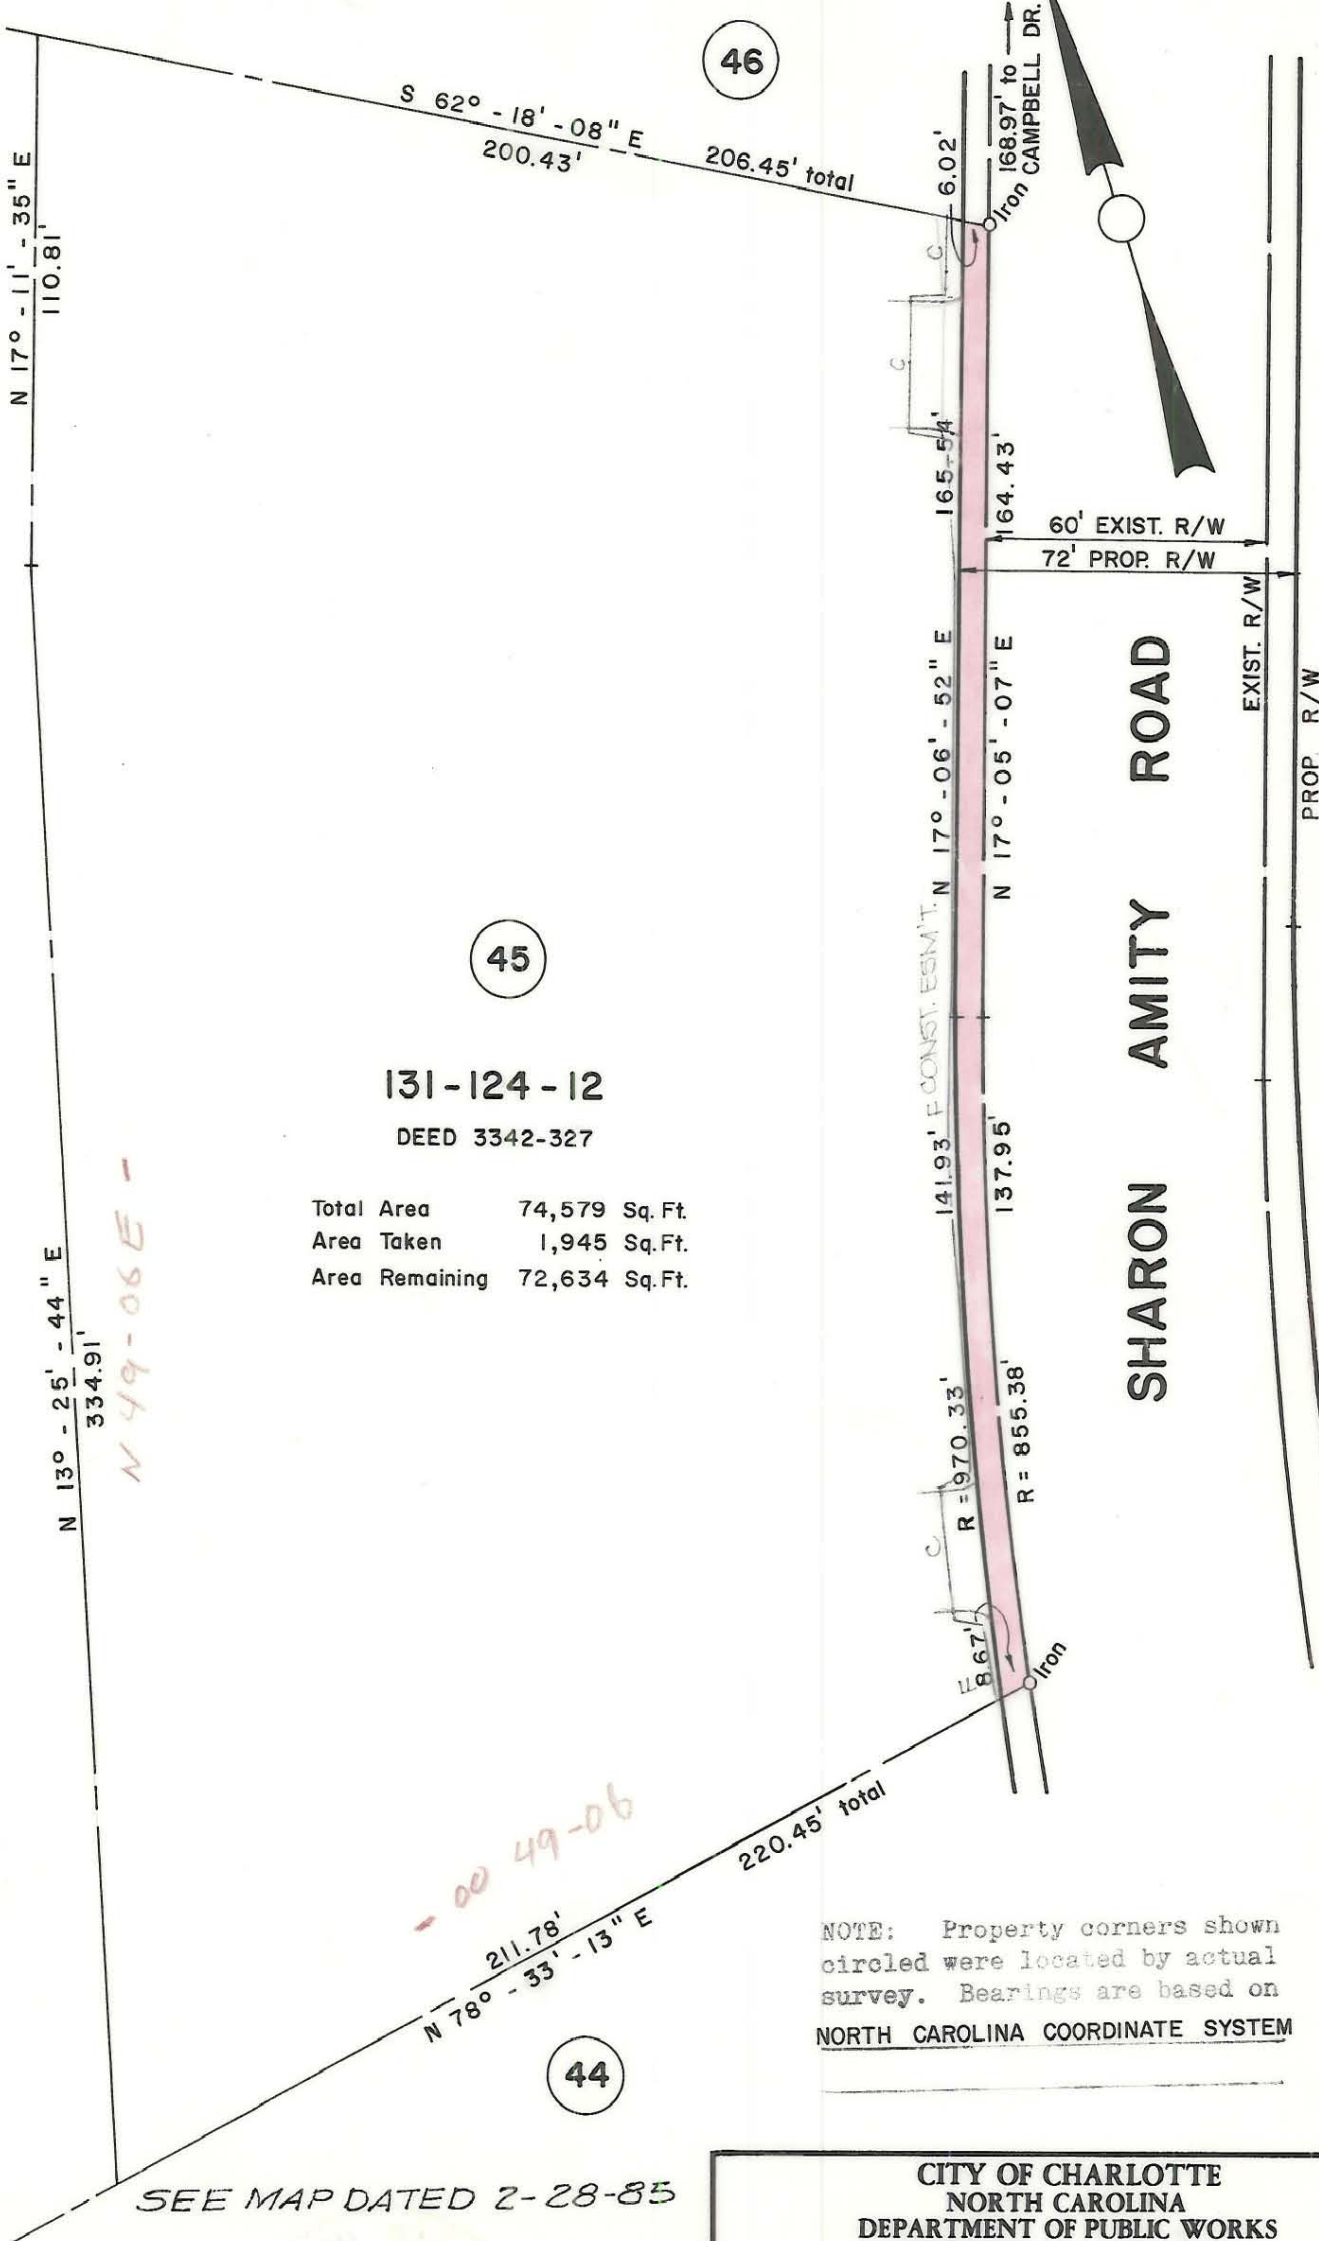 46
168.97' to
CAMPBELL DR.
S 62° - 18' - 08" E
200.43'
206.45' total
6.02'
Iron
N 17° - 11' - 35" E
110.81'
C
C
165.54'
164.43'
60' EXIST. R/W
72' PROP. R/W
EXIST. R/W
PROP. R/W
N 17° - 06' - 52" E
N 17° - 05' - 07" E
SHARON AMITY ROAD
45
F CONST. ESM'T.
131-124-12
DEED 3342-327
141.93'
137.95'
Total Area 74,579 Sq. Ft.
Area Taken 1,945 Sq. Ft.
Area Remaining 72,634 Sq. Ft.
N 13° - 25' - 44" E
334.91'
N 49-06 E -
R = 970.33'
R = 855.38'
C
8.67'
F
Iron
220.45' total
- 00 49-06
211.78'
N 78° - 33' - 13" E
NOTE: Property corners shown
circled were located by actual
survey. Bearings are based on
NORTH CAROLINA COORDINATE SYSTEM
44
SEE MAP DATED 2-28-85
CITY OF CHARLOTTE
NORTH CAROLINA
DEPARTMENT OF PUBLIC WORKS